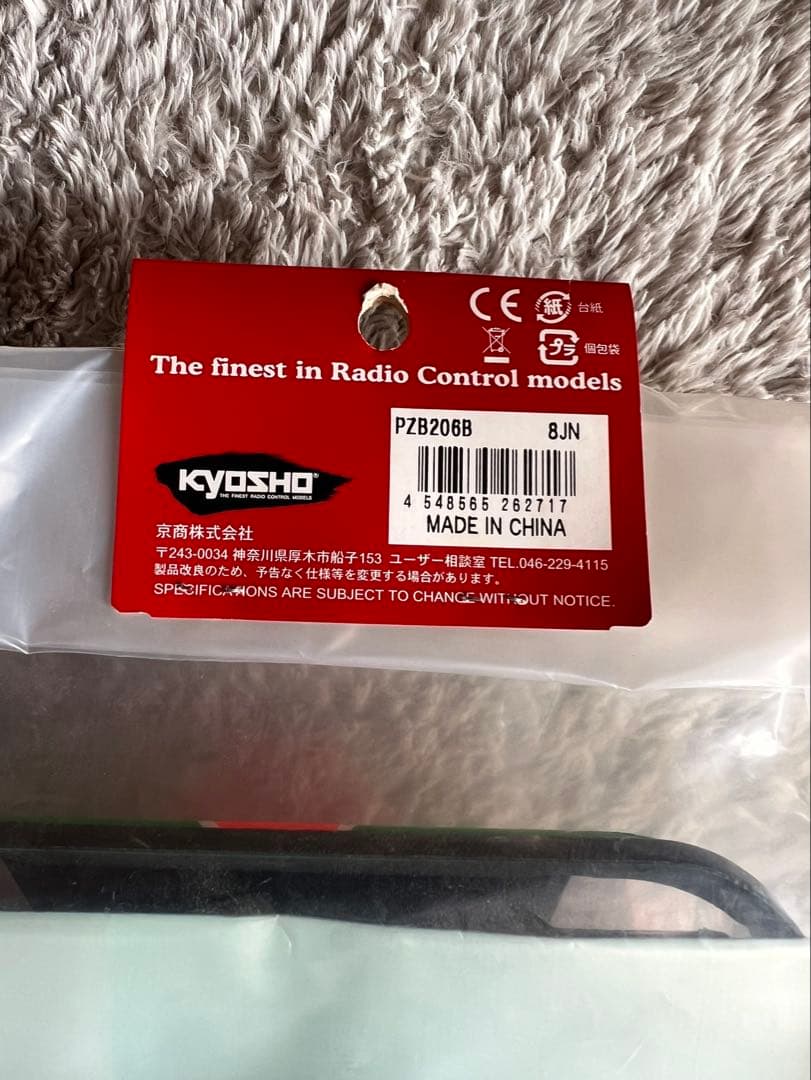 CE 紙 台紙
プラ 個包袋
The finest in Radio Control models
PZB206B 8JN
4 548565 262717
MADE IN CHINA
KYOSHO®
THE FINEST RADIO CONTROL MODELS
京商株式会社
〒243-0034 神奈川県厚木市船子153 ユーザー相談室 TEL.046-229-4115
製品改良のため、予告なく仕様等を変更する場合があります。
SPECIFICATIONS ARE SUBJECT TO CHANGE WITHOUT NOTICE.